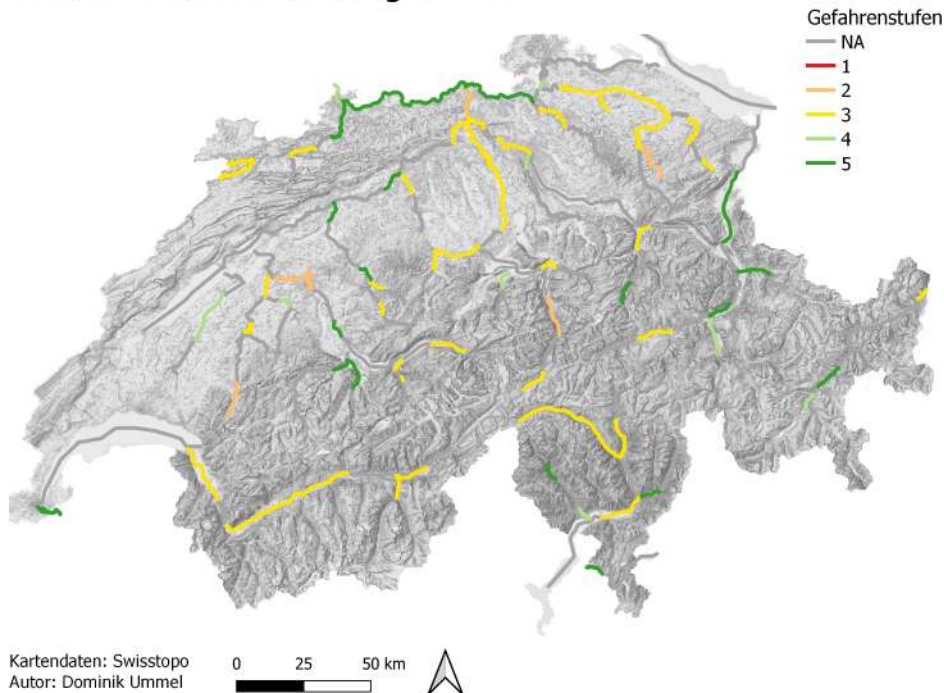 Gefahrenstufen
NA
1
2
3
4
5
Kartendaten: Swisstopo
Autor: Dominik Ummel
0 25 50 km